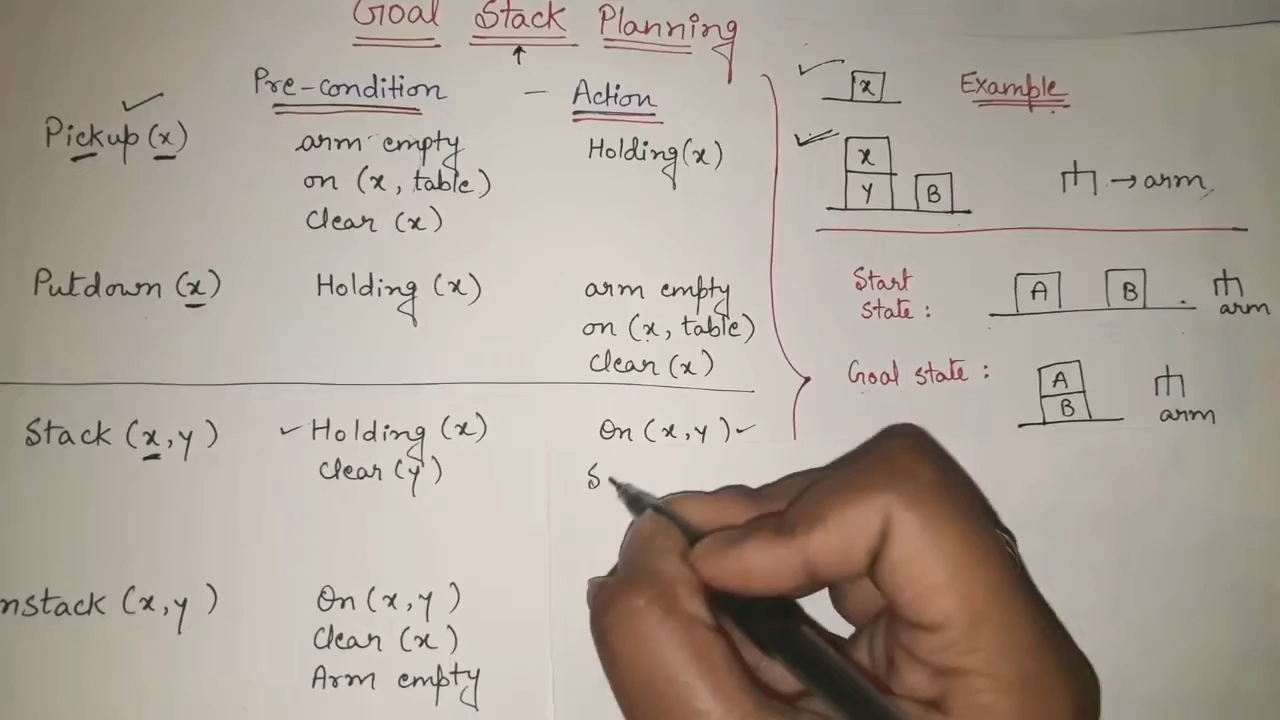 Goal Stack Planning
Pre-condition - Action
Pickup (x) arm empty Holding (x)
on (x, table)
Clear (x)
Putdown (x) Holding (x) arm empty
on (x, table)
Clear (x)
Stack (x, y) Holding (x) On (x, y)
Clear (y) S
nstack (x, y) On (x, y)
Clear (x)
Arm empty
x Example
x
Y B → arm
Start
state : A B arm
Goal state : A
B arm